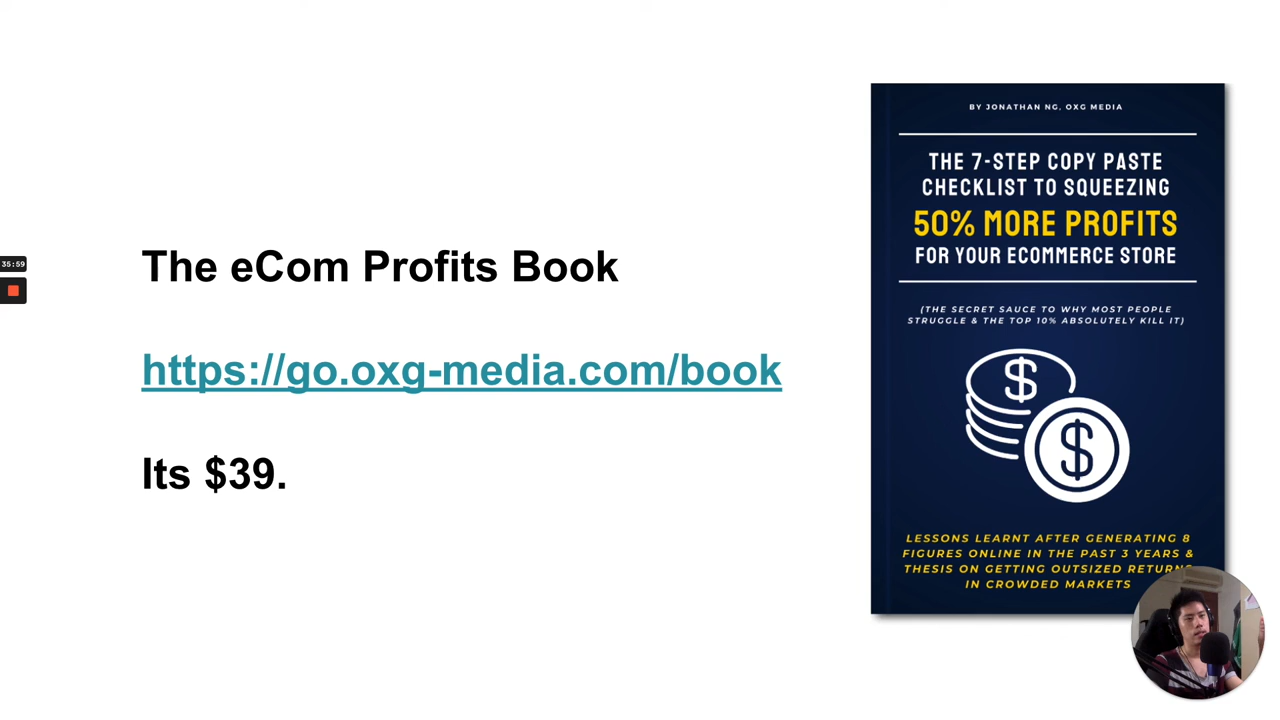 35:59
The eCom Profits Book
https://go.oxg-media.com/book
Its $39.
BY JONATHAN NG, OXG MEDIA
THE 7-STEP COPY PASTE
CHECKLIST TO SQUEEZING
50% MORE PROFITS
FOR YOUR ECOMMERCE STORE
(THE SECRET SAUCE TO WHY MOST PEOPLE
STRUGGLE & THE TOP 10% ABSOLUTELY KILL IT)
$
$
LESSONS LEARNT AFTER GENERATING 8
FIGURES ONLINE IN THE PAST 3 YEARS &
THESIS ON GETTING OUTSIZED RETURNS
IN CROWDED MARKETS